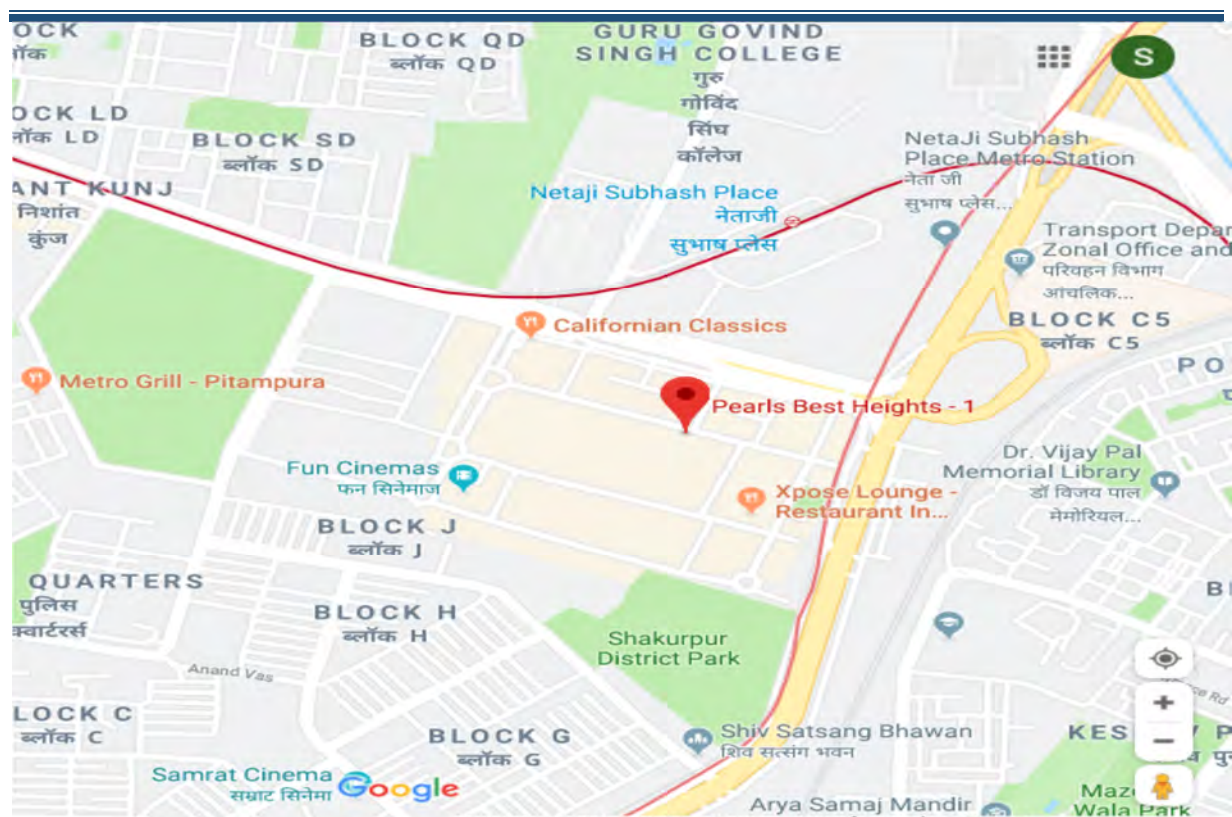 OCK
लॉक
BLOCK QD
ब्लॉक QD
GURU GOVIND
SINGH COLLEGE
गुरु
गोविंद
सिंघ
कॉलेज
S
OCK LD
लॉक LD
BLOCK SD
ब्लॉक SD
NetaJi Subhash
Place Metro Station
नेता जी
सुभाष प्लेस...
ANT KUNJ
निशांत
कुंज
Netaji Subhash Place
नेताजी
सुभाष प्लेस
Transport Depar
Zonal Office and
परिवहन विभाग
आंचलिक...
BLOCK C5
ब्लॉक C5
Californian Classics
PO
Metro Grill - Pitampura
Pearls Best Heights - 1
Fun Cinemas
फन सिनेमाज
Dr. Vijay Pal
Memorial Library
डॉ विजय पाल
मेमोरियल...
Xpose Lounge -
Restaurant In...
BLOCK J
ब्लॉक J
QUARTERS
पुलिस
क्वार्टरर्स
BLOCK H
ब्लॉक H
Shakurpur
District Park
Anand Vas
LOCK C
ब्लॉक C
BLOCK G
ब्लॉक G
Shiv Satsang Bhawan
शिव सत्संग भवन
KES
Samrat Cinema
सम्राट सिनेमा
Google
Arya Samaj Mandir
Wala Park